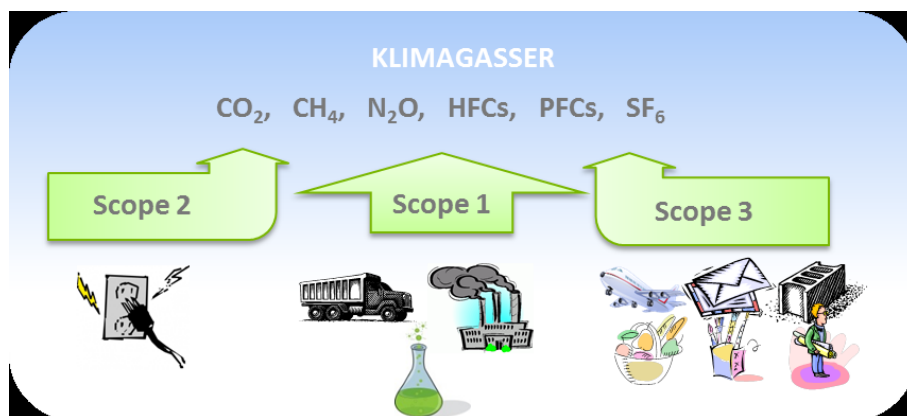 KLIMAGASSER
CO₂, CH₄, N₂O, HFCs, PFCs, SF₆
Scope 2
Scope 1
Scope 3